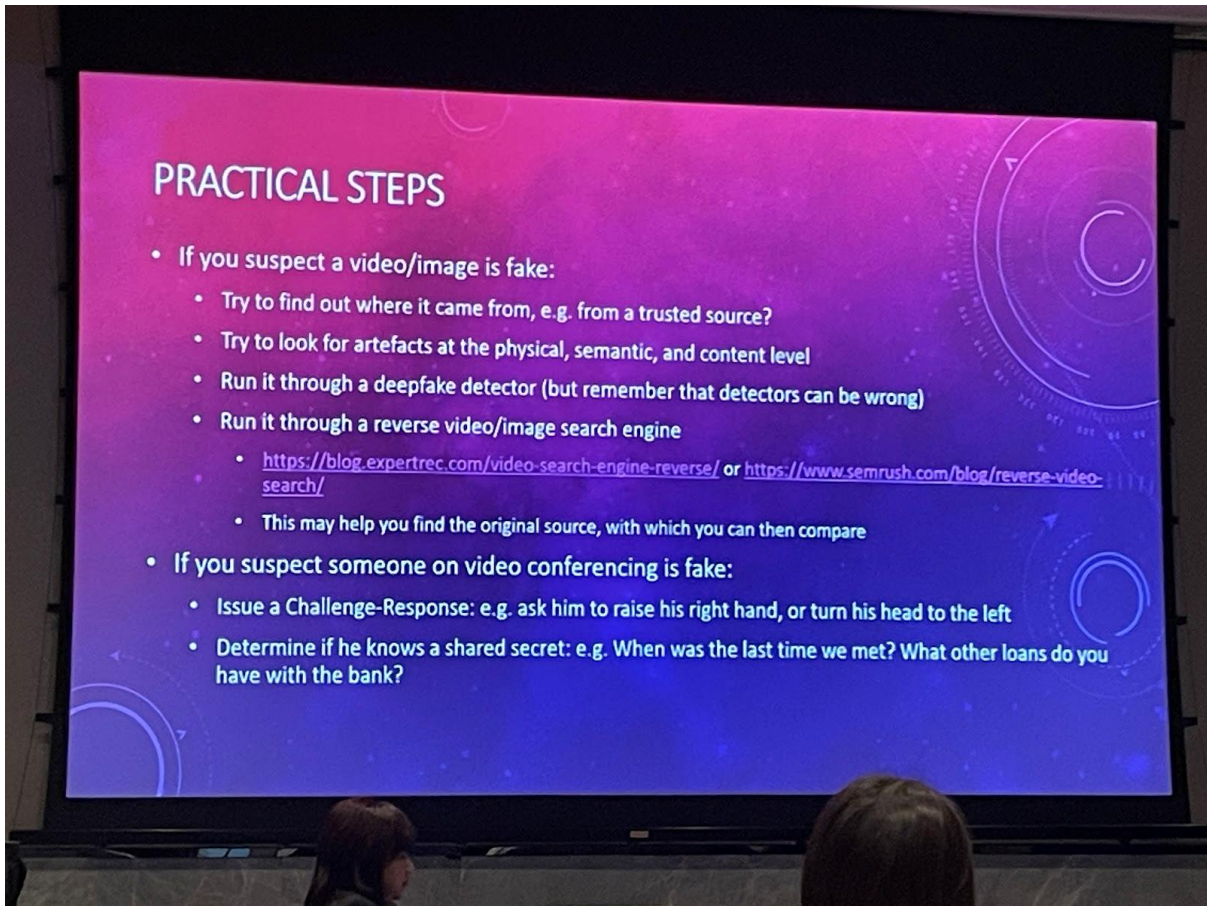 PRACTICAL STEPS
• If you suspect a video/image is fake:
• Try to find out where it came from, e.g. from a trusted source?
• Try to look for artefacts at the physical, semantic, and content level
• Run it through a deepfake detector (but remember that detectors can be wrong)
• Run it through a reverse video/image search engine
• https://blog.expertrec.com/video-search-engine-reverse/ or https://www.semrush.com/blog/reverse-video-
search/
• This may help you find the original source, with which you can then compare
• If you suspect someone on video conferencing is fake:
• Issue a Challenge-Response: e.g. ask him to raise his right hand, or turn his head to the left
• Determine if he knows a shared secret: e.g. When was the last time we met? What other loans do you
have with the bank?